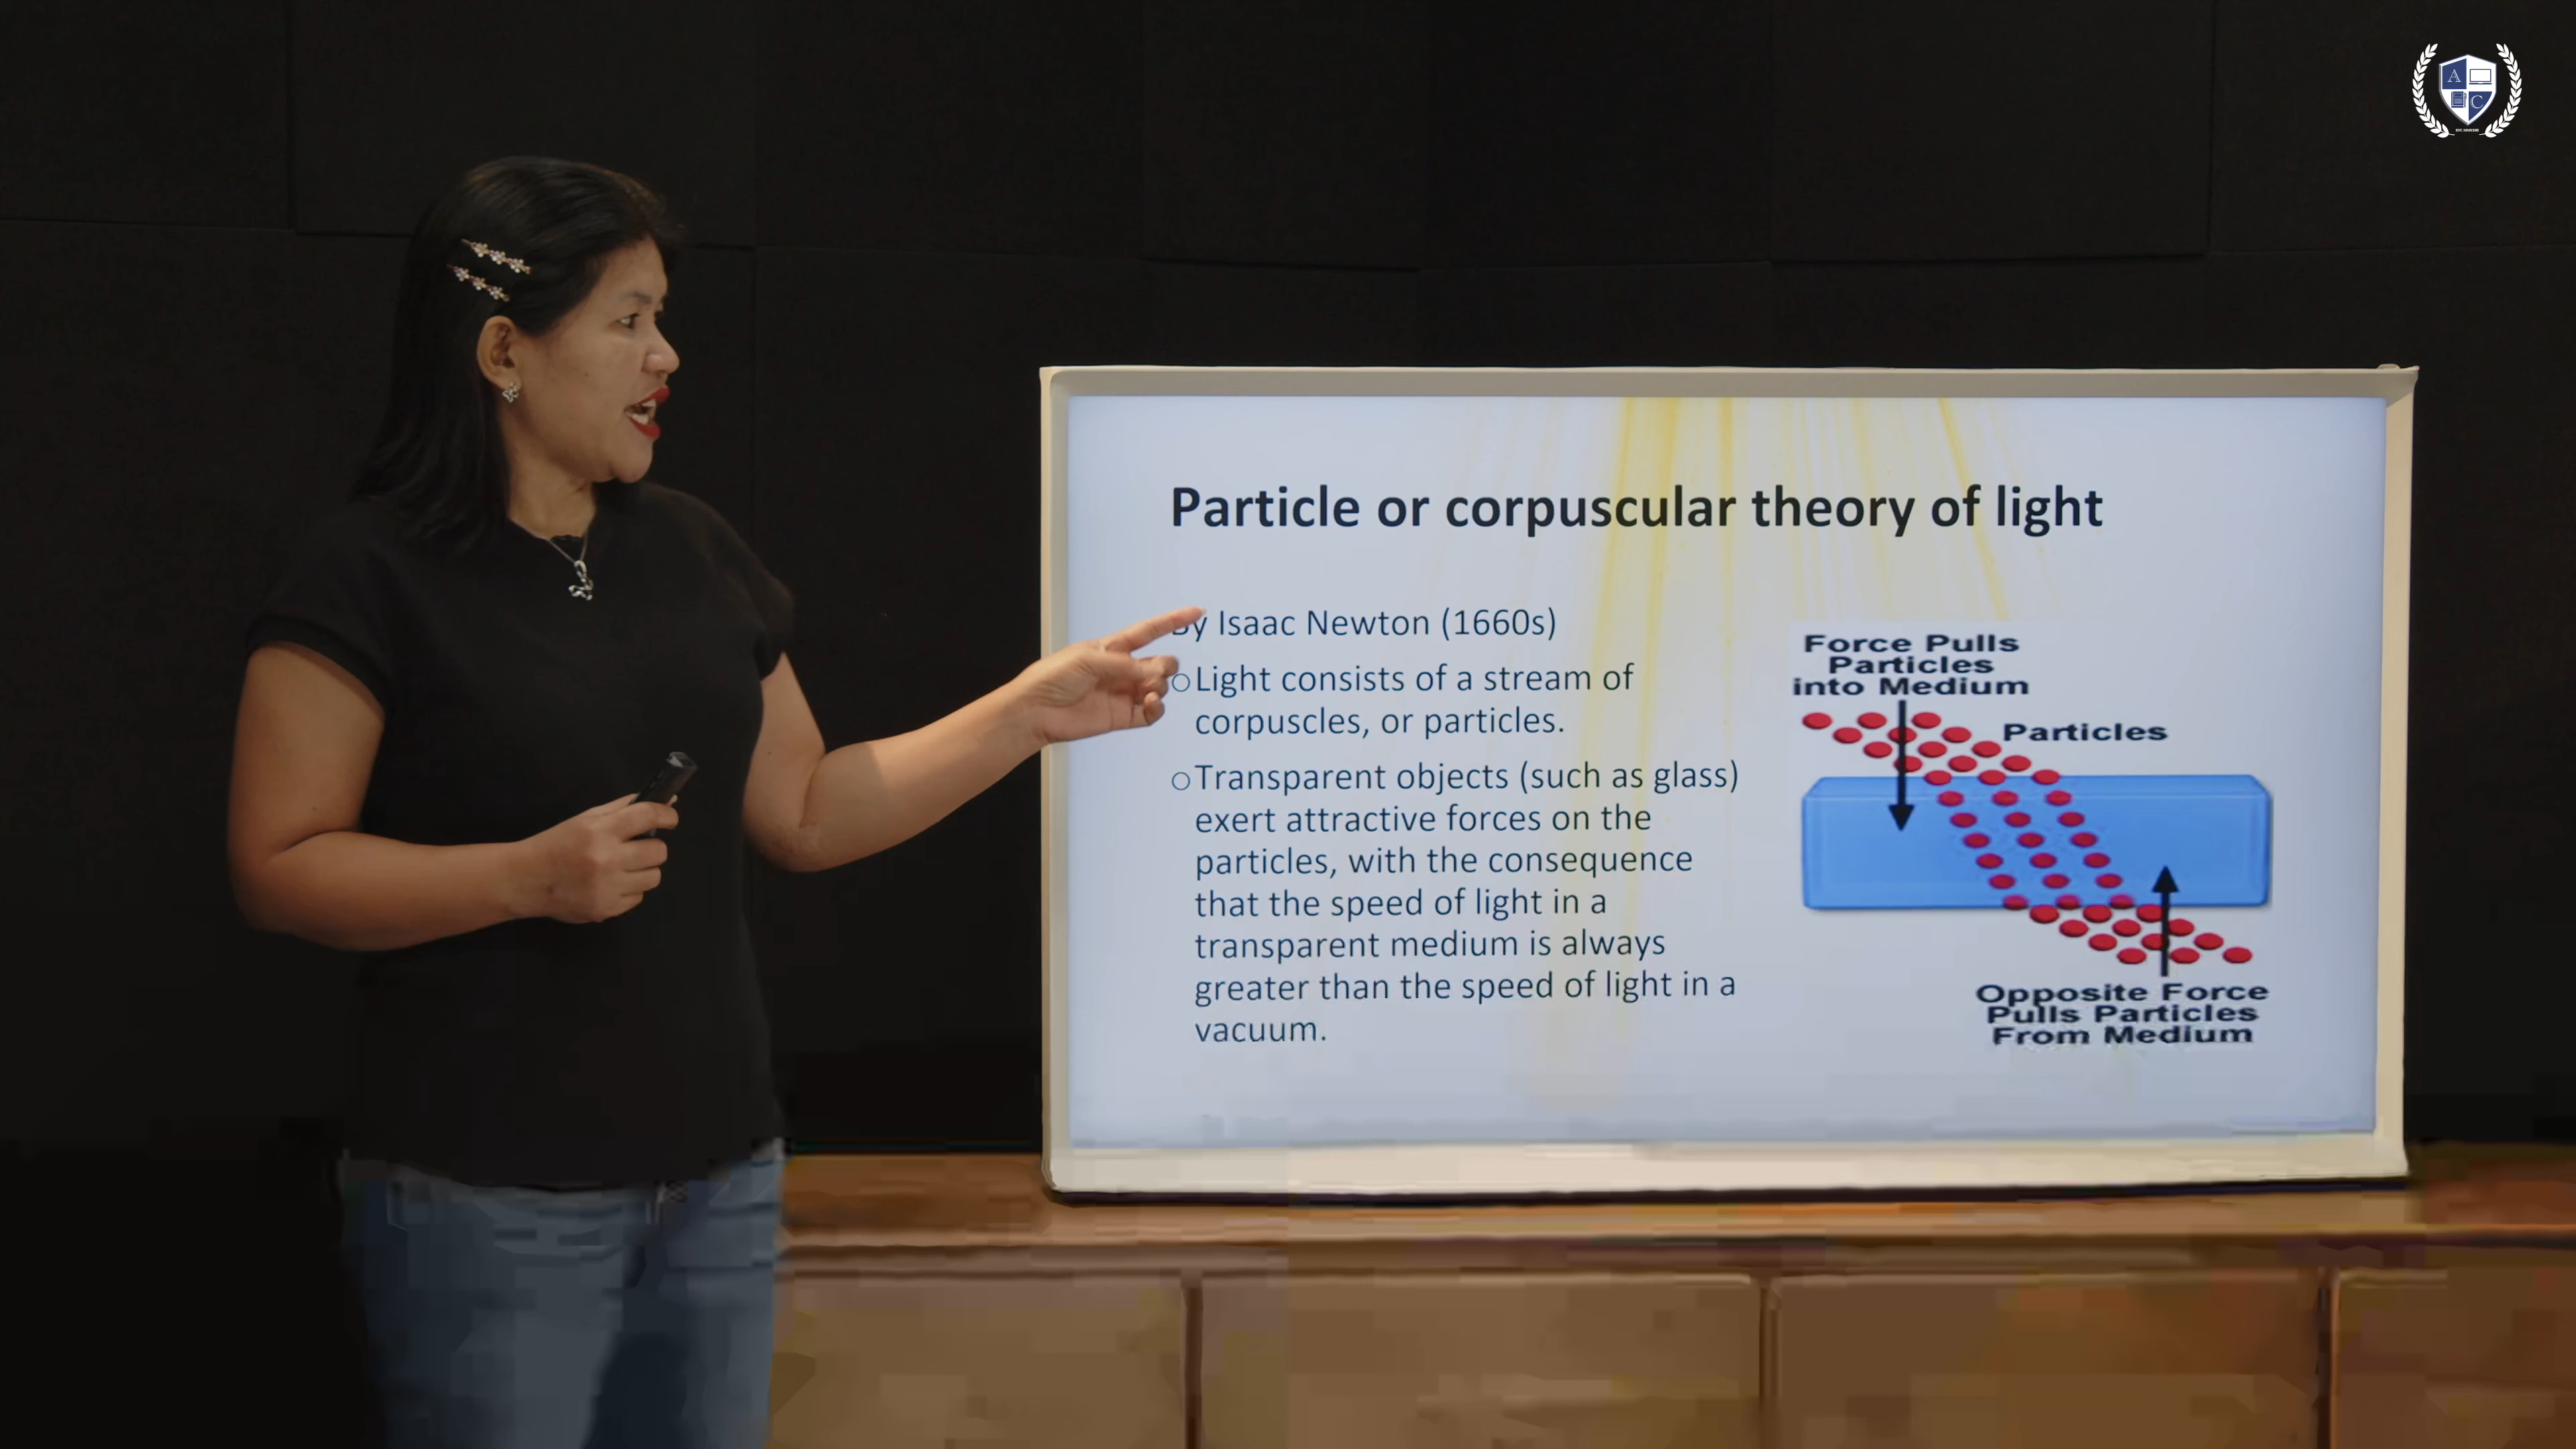 A
C
Particle or corpuscular theory of light
By Isaac Newton (1660s)
○Light consists of a stream of
corpuscles, or particles.
○Transparent objects (such as glass)
exert attractive forces on the
particles, with the consequence
that the speed of light in a
transparent medium is always
greater than the speed of light in a
vacuum.
Force Pulls
Particles
into Medium
Particles
Opposite Force
Pulls Particles
From Medium